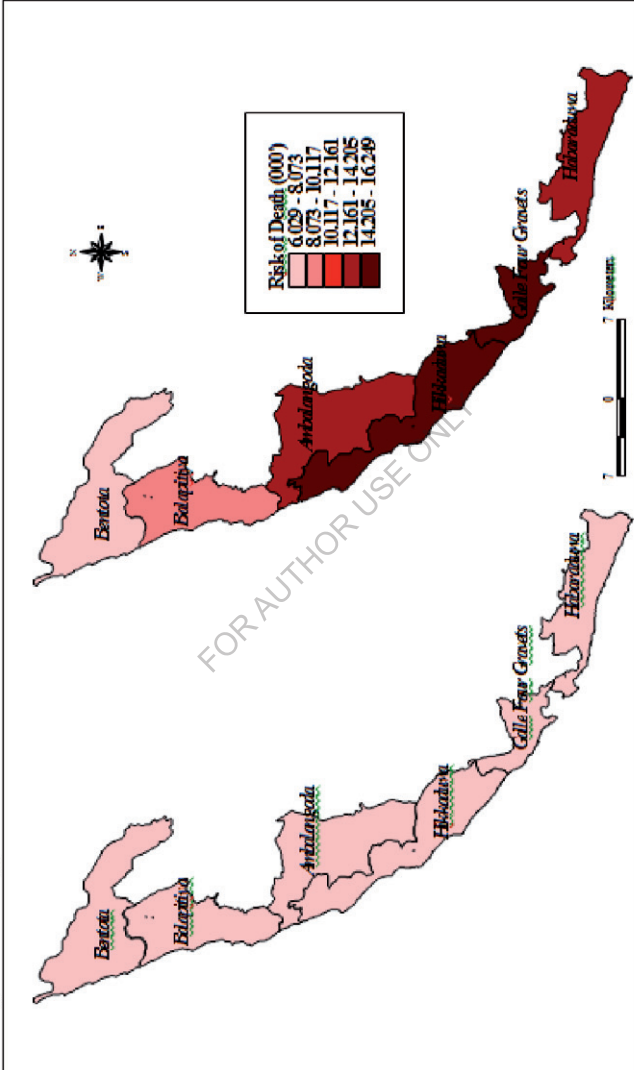 N
W
Risk of Death (000')
6.029 - 8.073
8.073 - 10.117
10.117 - 12.161
12.161 - 14.205
14.205 - 16.249
Bentota
Balapitiya
Ambalangoda
Hikkaduwa
Galle Four Gravets
Habaraduwa
Bentota
Balapitiya
Ambalangoda
Hikkaduwa
Galle Four Gravets
Habaraduwa
7 0 7 Kilometers
FOR AUTHOR USE ONLY